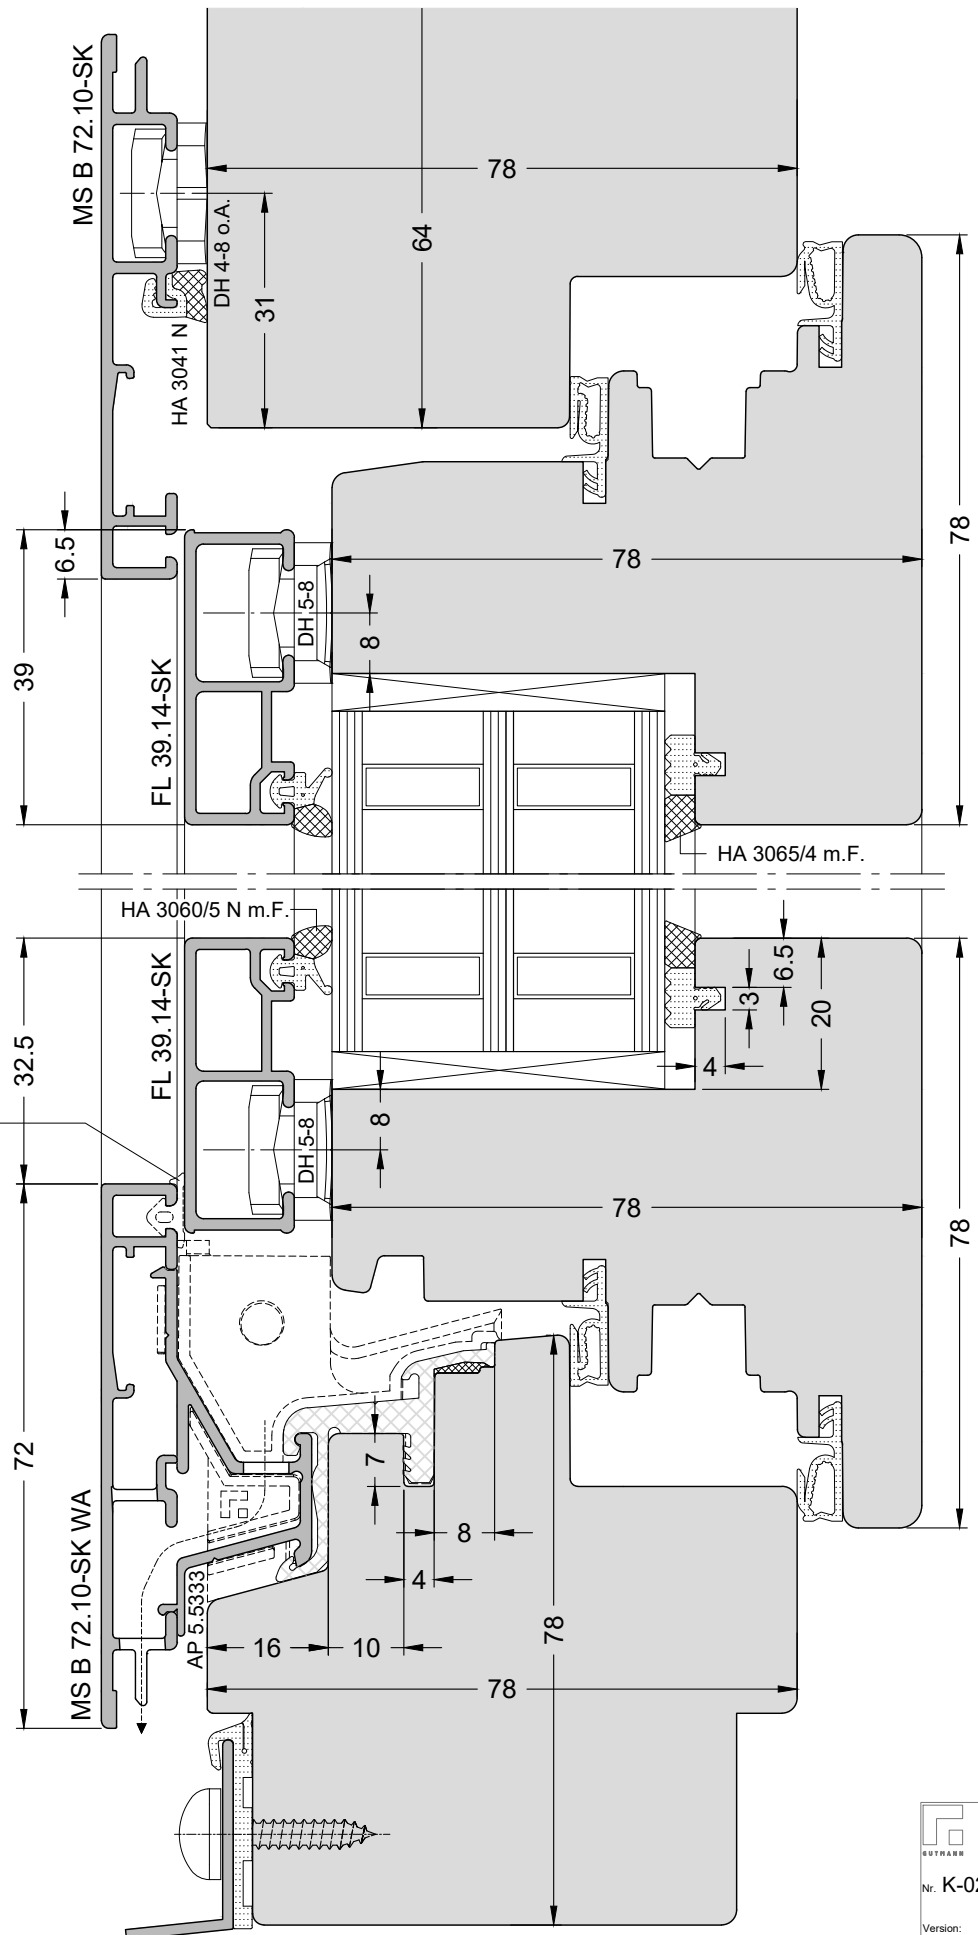 MS B 72.10-SK
78
64
DH 4-8 o.A.
31
HA 3041 N
6.5
39
78
78
DH 5-8
8
FL 39.14-SK
HA 3065/4 m.F.
HA 3060/5 N m.F.
32.5
FL 39.14-SK
6.5
3
20
4
8
DH 5-8
78
78
72
MS B 72.10-SK WA
7
8
4
AP 5.5333
16
10
78
78
GUTMANN
Nr. K-02
Version: